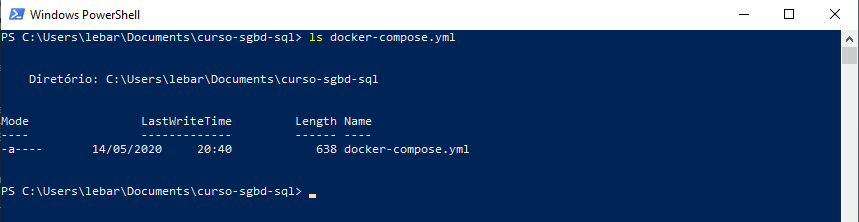 Windows PowerShell
PS C:\Users\lebar\Documents\curso-sgbd-sql> ls docker-compose.yml
Diretório: C:\Users\lebar\Documents\curso-sgbd-sql
Mode                LastWriteTime         Length Name
----                -------------         ------ ----
-a----       14/05/2020     20:40            638 docker-compose.yml
PS C:\Users\lebar\Documents\curso-sgbd-sql>